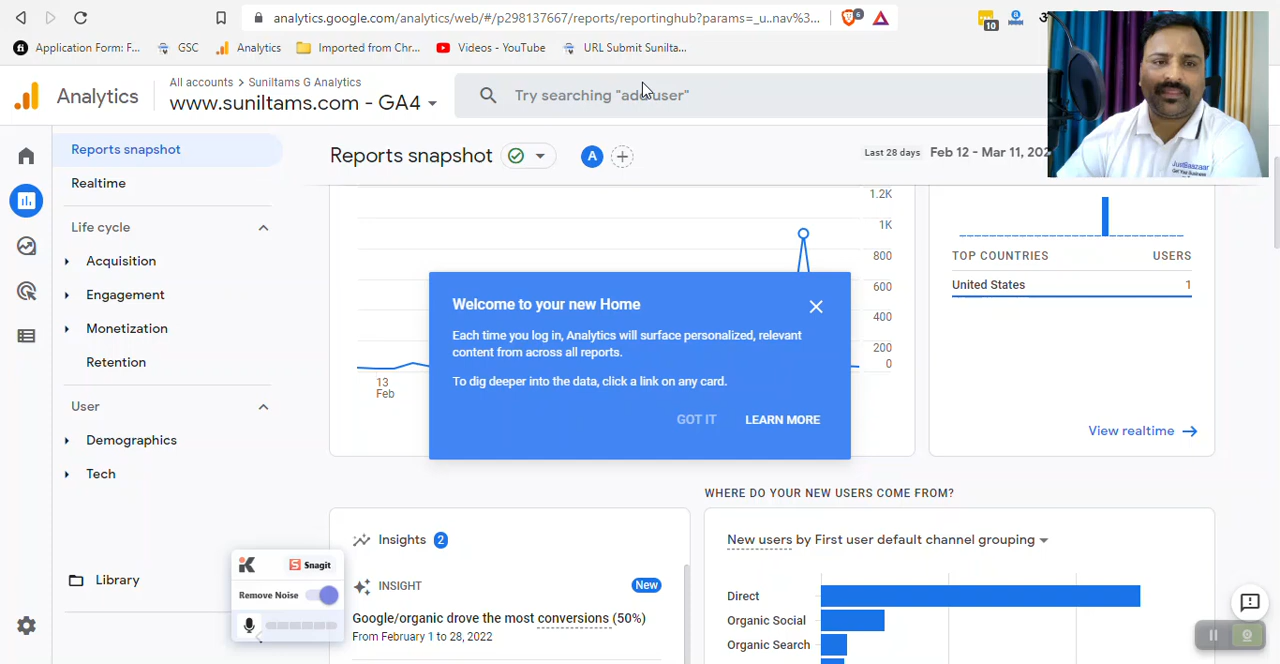 analytics.google.com/analytics/web/#/p298137667/reports/reportinghub?params=_u..nav%3...
6
10
Application Form: F...
GSC
Analytics
Imported from Chr...
Videos - YouTube
URL Submit Sunilta...
Analytics
All accounts > Suniltams G Analytics
www.suniltams.com - GA4
Try searching "add user"
Reports snapshot
Realtime
Life cycle
Acquisition
Engagement
Monetization
Retention
User
Demographics
Tech
Library
Reports snapshot
A
Last 28 days
Feb 12 - Mar 11, 202
1.2K
1K
800
600
400
200
0
13
Feb
TOP COUNTRIES
USERS
United States
1
View realtime
Welcome to your new Home
Each time you log in, Analytics will surface personalized, relevant
content from across all reports.
To dig deeper into the data, click a link on any card.
GOT IT
LEARN MORE
WHERE DO YOUR NEW USERS COME FROM?
Insights 2
INSIGHT
New
Google/organic drove the most conversions (50%)
From February 1 to 28, 2022
New users by First user default channel grouping
Direct
Organic Social
Organic Search
Snagit
Remove Noise
JustBaazaar